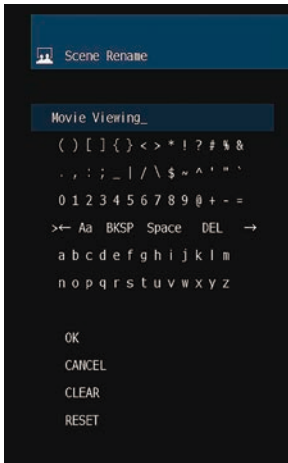 Scene Rename
Movie Viewing_
( ) [ ] { } < > * ! ? # % &
. , : ; _ | / \ $ ~ ^ ' " `
0 1 2 3 4 5 6 7 8 9 @ + - =
>← Aa BKSP Space DEL →
a b c d e f g h i j k l m
n o p q r s t u v w x y z
OK
CANCEL
CLEAR
RESET